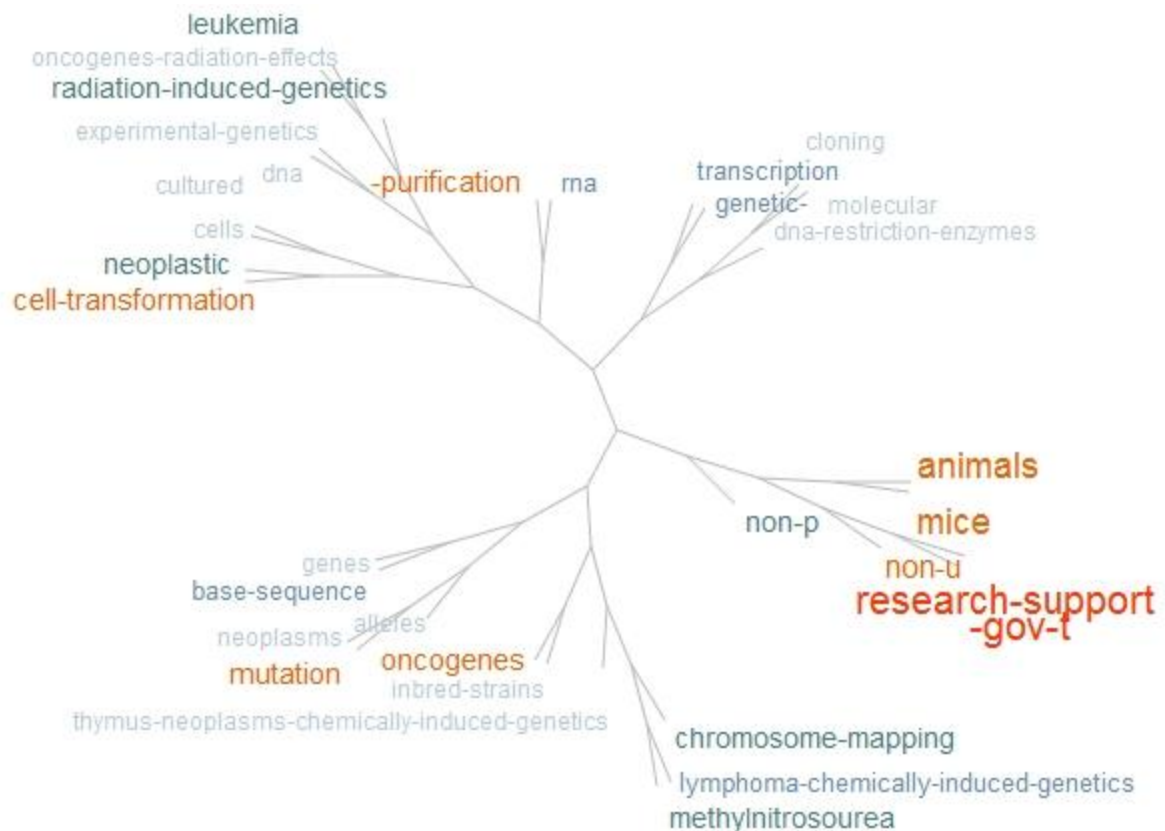 leukemia
oncogenes-radiation-effects
radiation-induced-genetics
experimental-genetics
cultured
dna
-purification
rna
cells
neoplastic
cell-transformation
cloning
transcription
genetic-
molecular
dna-restriction-enzymes
animals
mice
non-p
non-u
research-support
-gov-t
genes
base-sequence
alleles
neoplasms
mutation
oncogenes
inbred-strains
thymus-neoplasms-chemically-induced-genetics
chromosome-mapping
lymphoma-chemically-induced-genetics
methylnitrosourea